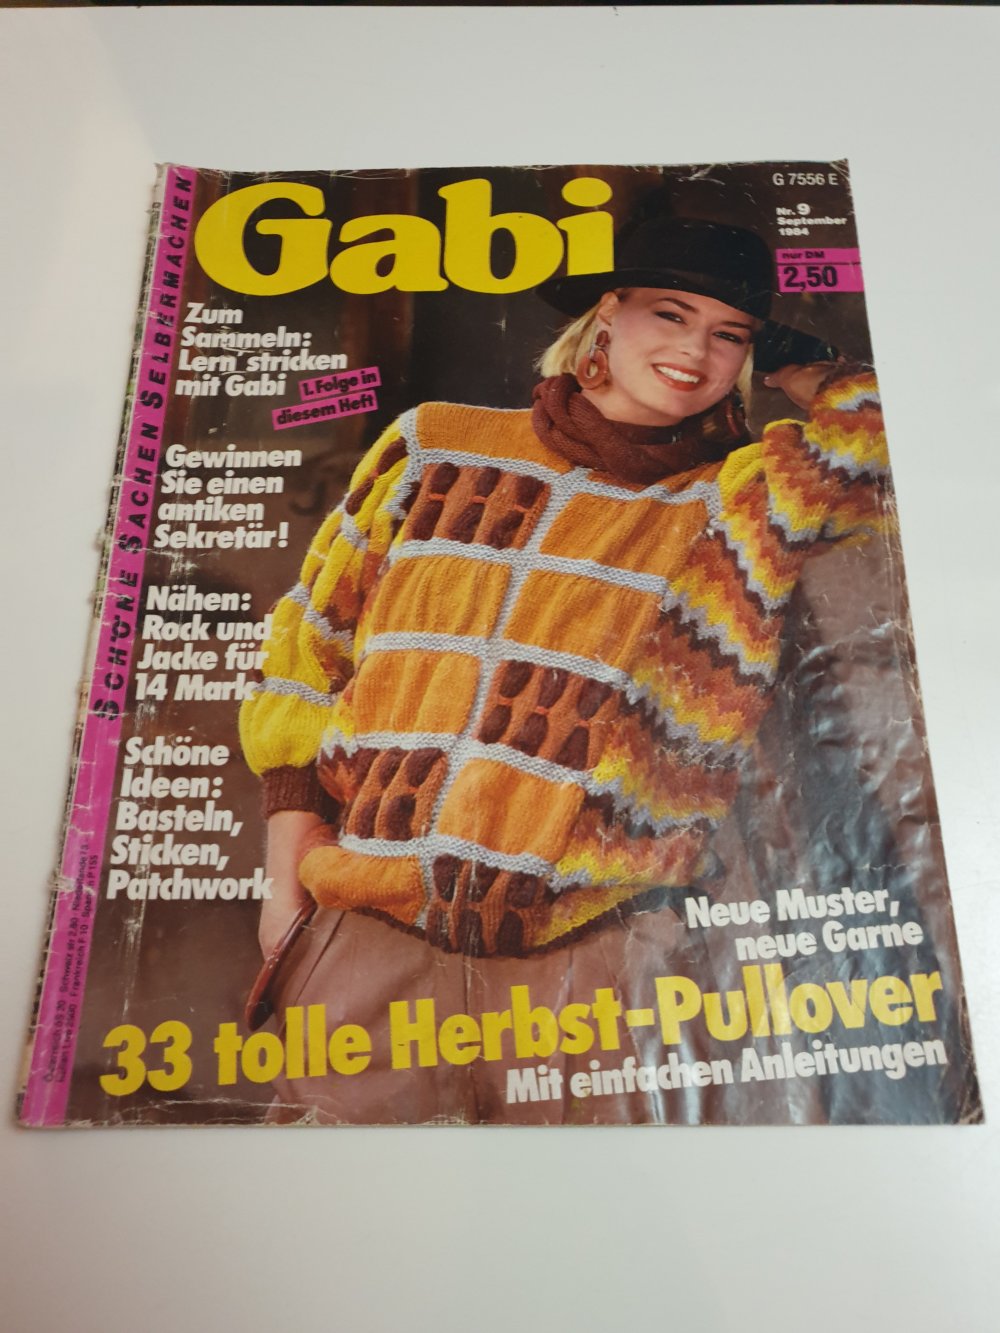 Gabi
G 7556 E
Nr. 9
September
1984
nur DM
2,50
SCHÖNE SACHEN SELBERMACHEN
Zum
Sammeln:
Lern stricken
mit Gabi
1. Folge in
diesem Heft
Gewinnen
Sie einen
antiken
Sekretär!
Nähen:
Rock und
Jacke für
14 Mark
Schöne
Ideen:
Basteln,
Sticken,
Patchwork
Neue Muster,
neue Garne
33 tolle Herbst-Pullover
Mit einfachen Anleitungen